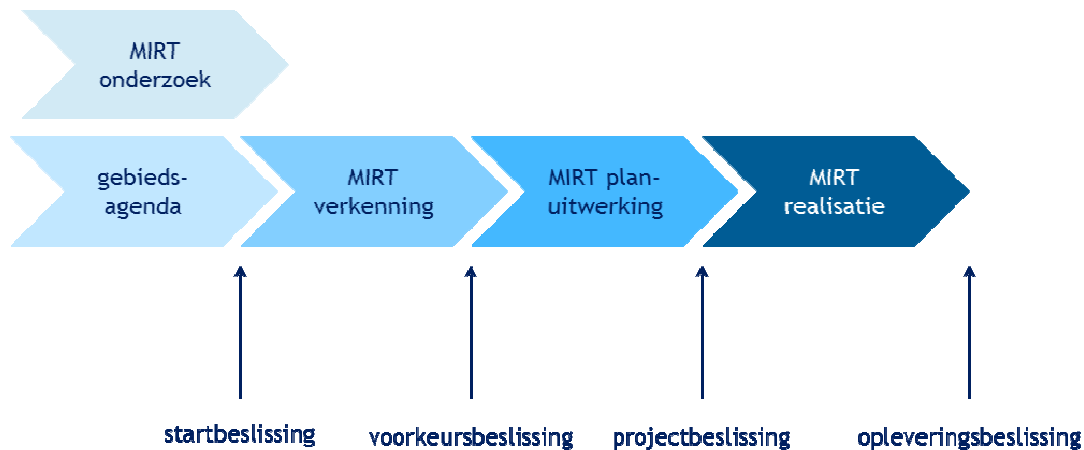 MIRT
onderzoek
gebieds-
agenda
MIRT
verkenning
MIRT plan-
uitwerking
MIRT
realisatie
startbeslissing
voorkeursbeslissing
projectbeslissing
opleveringsbeslissing